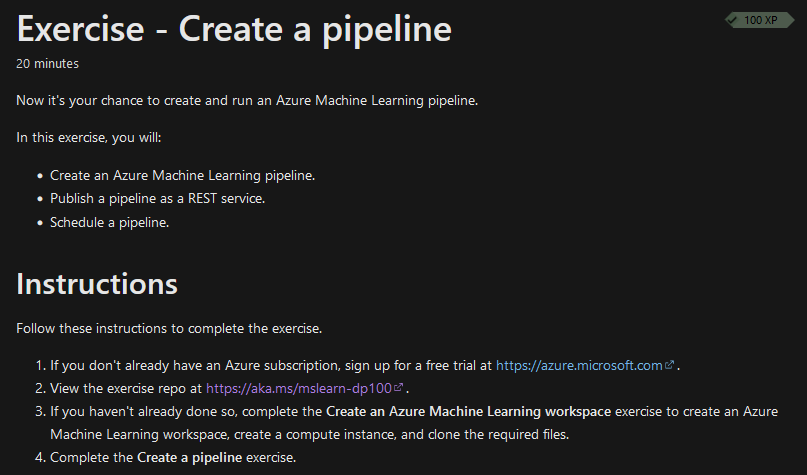 Exercise - Create a pipeline
100 XP
20 minutes
Now it's your chance to create and run an Azure Machine Learning pipeline.
In this exercise, you will:
• Create an Azure Machine Learning pipeline.
• Publish a pipeline as a REST service.
• Schedule a pipeline.
Instructions
Follow these instructions to complete the exercise.
1. If you don't already have an Azure subscription, sign up for a free trial at https://azure.microsoft.com.
2. View the exercise repo at https://aka.ms/mslearn-dp100.
3. If you haven't already done so, complete the Create an Azure Machine Learning workspace exercise to create an Azure
Machine Learning workspace, create a compute instance, and clone the required files.
4. Complete the Create a pipeline exercise.